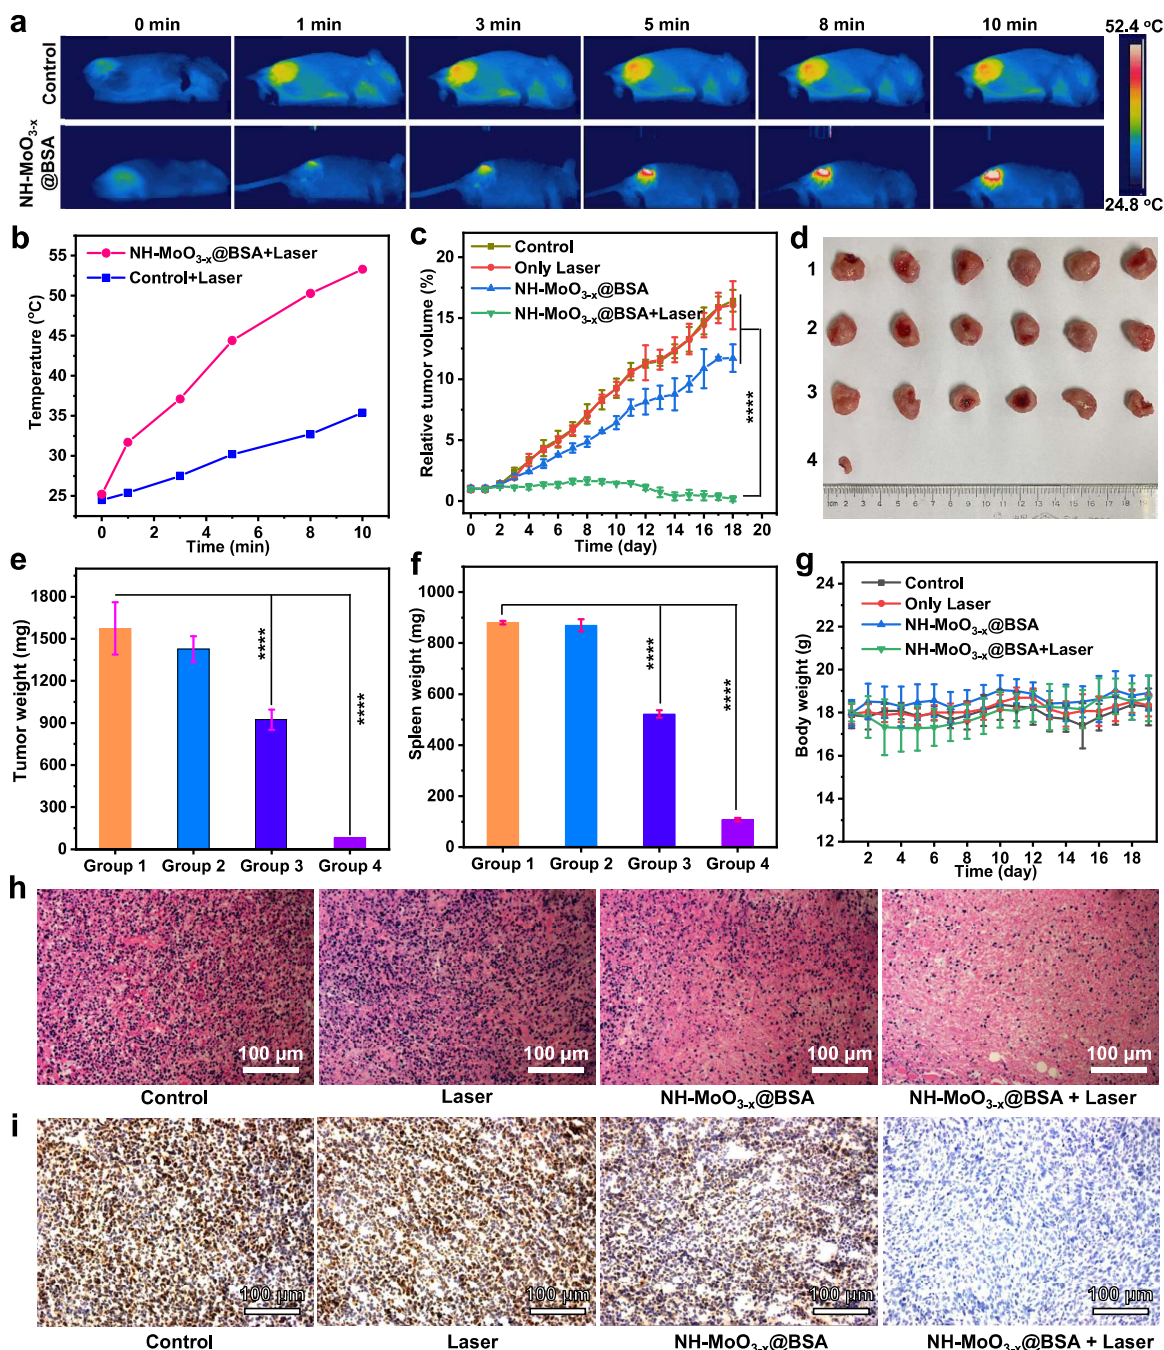 a
0 min
1 min
3 min
5 min
8 min
10 min
52.4 °C
Control
NH-MoO3-x
@BSA
24.8 °C
b
NH-MoO3-x@BSA+Laser
Control+Laser
Temperature (°C)
55
50
45
40
35
30
25
0
2
4
6
8
10
Time (min)
c
Control
Only Laser
NH-MoO3-x@BSA
NH-MoO3-x@BSA+Laser
****
Relative tumor volume (%)
20
15
10
5
0
0 2 4 6 8 10 12 14 16 18 20
Time (day)
d
1
2
3
4
e
Tumor weight (mg)
1800
1500
1200
900
600
300
0
****
****
Group 1
Group 2
Group 3
Group 4
f
Spleen weight (mg)
1000
800
600
400
200
0
****
****
Group 1
Group 2
Group 3
Group 4
g
Control
Only Laser
NH-MoO3-x@BSA
NH-MoO3-x@BSA+Laser
Body weight (g)
24
22
20
18
16
14
12
2 4 6 8 10 12 14 16 18
Time (day)
h
100 μm
100 μm
100 μm
100 μm
Control
Laser
NH-MoO3-x@BSA
NH-MoO3-x@BSA + Laser
i
100 μm
100 μm
100 μm
100 μm
Control
Laser
NH-MoO3-x@BSA
NH-MoO3-x@BSA + Laser